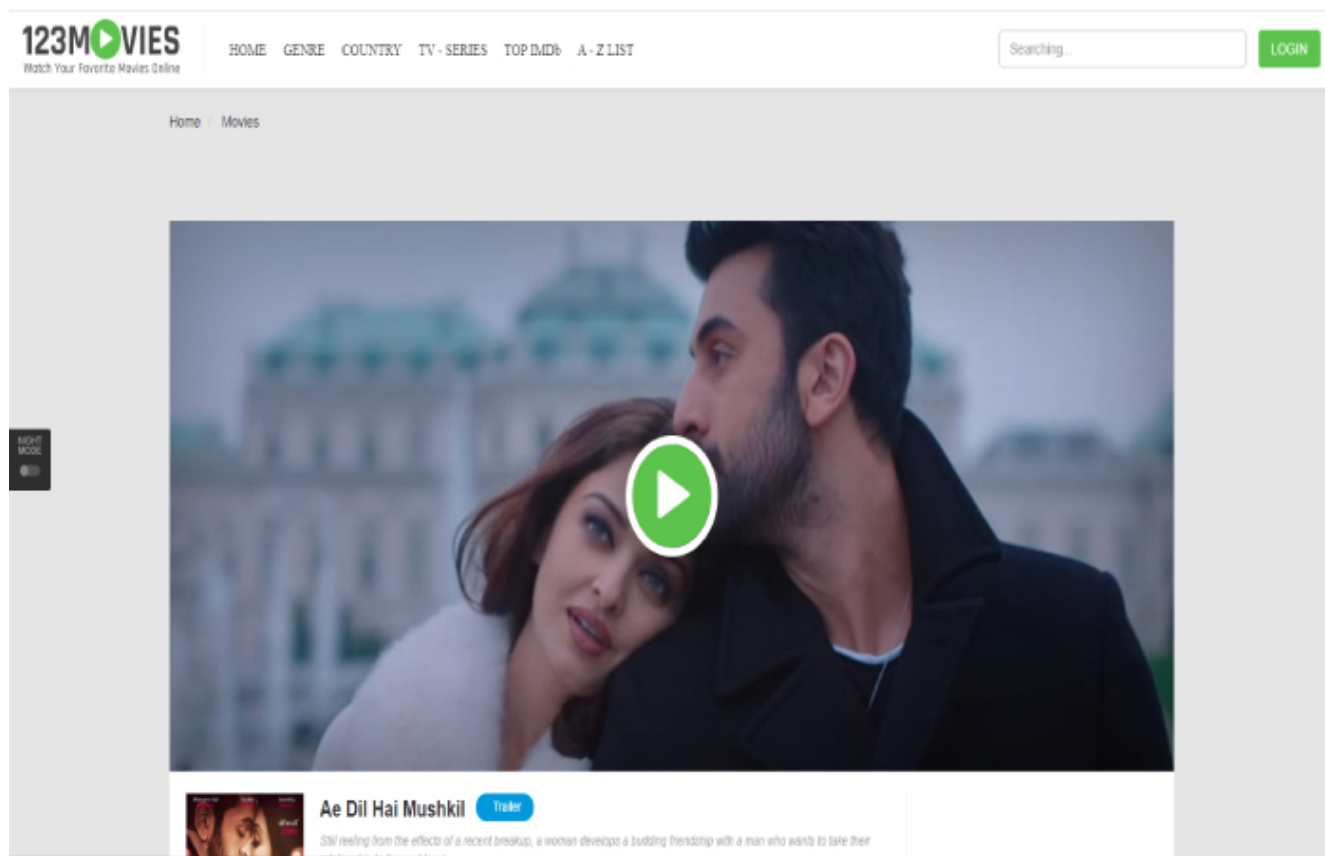 123MOVIES
Watch Your Favorite Movies Online
HOME GENRE COUNTRY TV - SERIES TOP IMDb A - Z LIST
Searching...
LOGIN
Home / Movies
NIGHT
MODE
Ae Dil Hai Mushkil Trailer
Still reeling from the effects of a recent breakup, a woman develops a budding friendship with a man who wants to take their